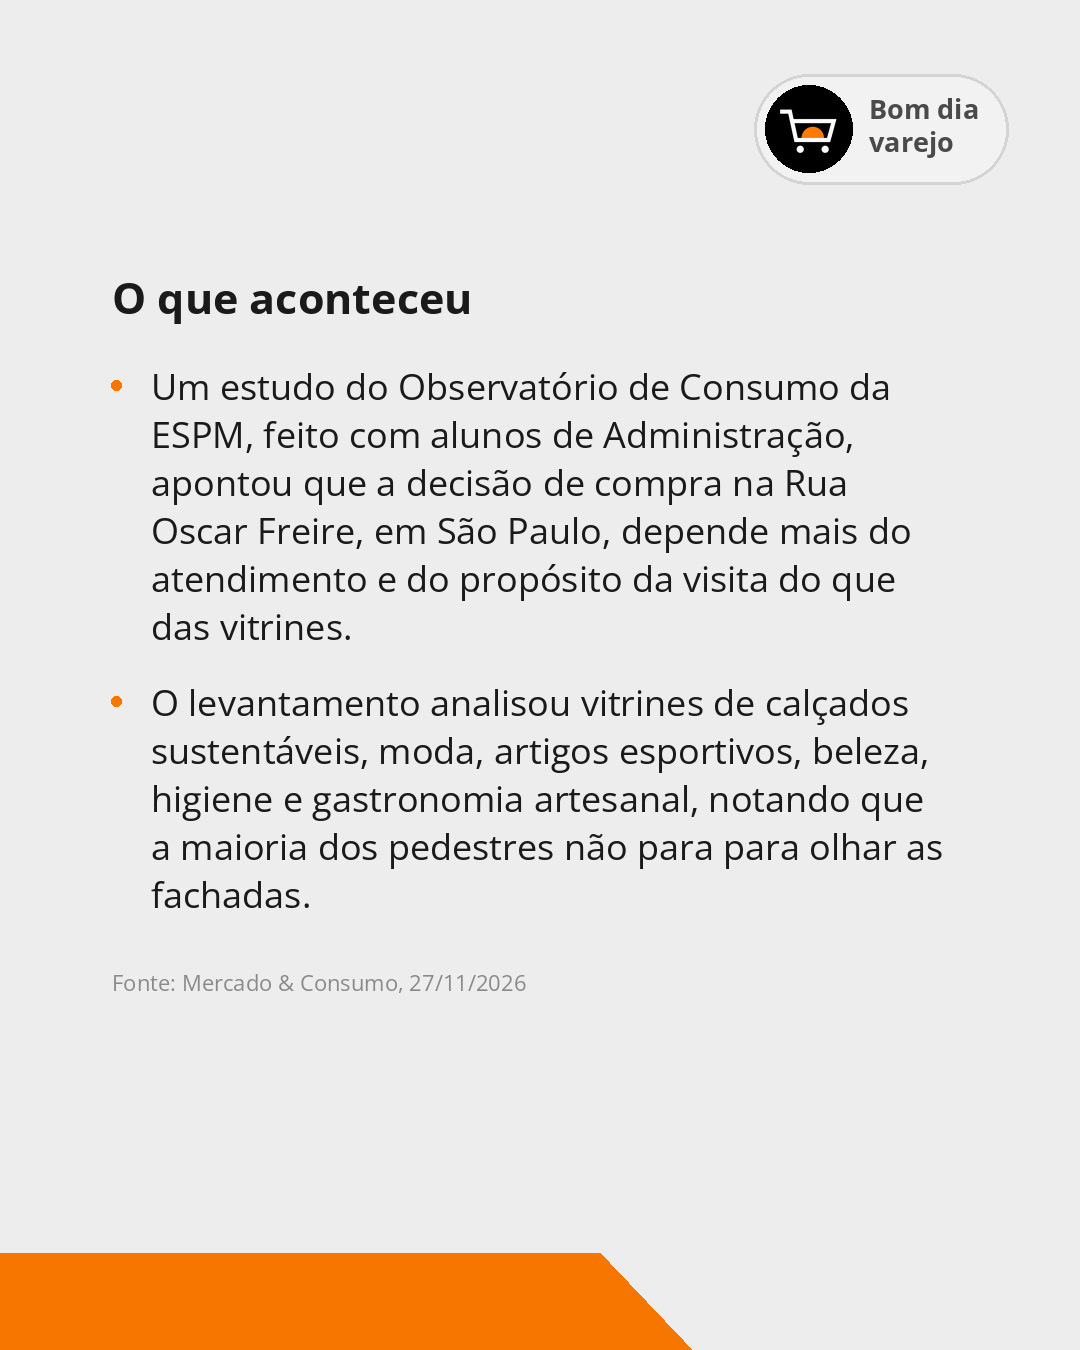 Bom dia
varejo
O que aconteceu
• Um estudo do Observatório de Consumo da
ESPM, feito com alunos de Administração,
apontou que a decisão de compra na Rua
Oscar Freire, em São Paulo, depende mais do
atendimento e do propósito da visita do que
das vitrines.
• O levantamento analisou vitrines de calçados
sustentáveis, moda, artigos esportivos, beleza,
higiene e gastronomia artesanal, notando que
a maioria dos pedestres não para para olhar as
fachadas.
Fonte: Mercado & Consumo, 27/11/2026